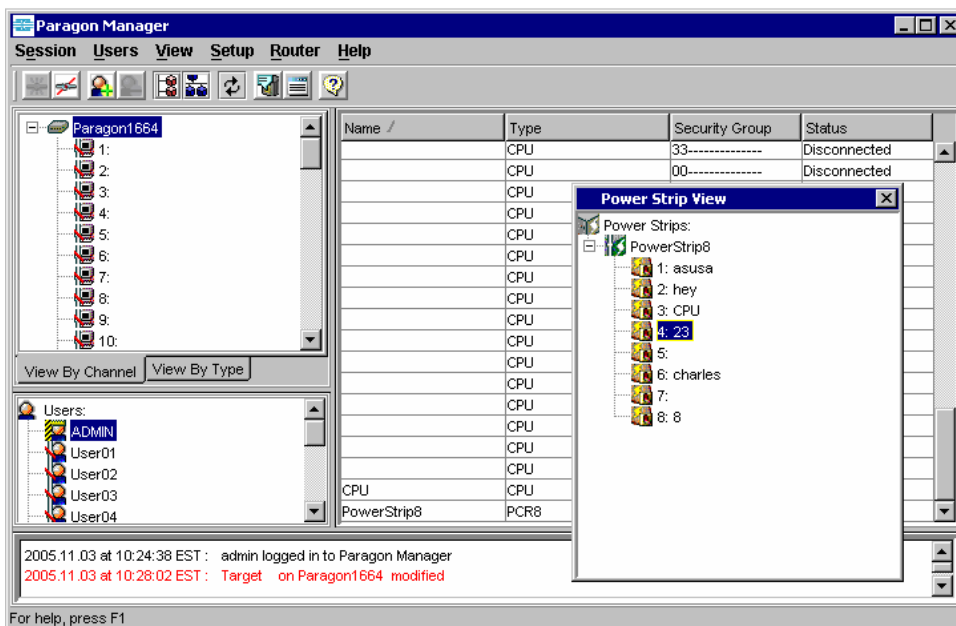 Paragon Manager
Session Users View Setup Router Help
Paragon1664
1:
2:
3:
4:
5:
6:
7:
8:
9:
10:
View By Channel View By Type
Users:
ADMIN
User01
User02
User03
User04
Name Type Security Group Status
CPU 33-------------- Disconnected
CPU 00-------------- Disconnected
CPU
CPU
CPU
CPU
CPU
CPU
CPU
CPU
CPU
CPU
CPU
CPU
CPU
CPU
CPU CPU
PowerStrip8 PCR8
Power Strip View
Power Strips:
PowerStrip8
1: asusa
2: hey
3: CPU
4: 23
5:
6: charles
7:
8: 8
2005.11.03 at 10:24:38 EST : admin logged in to Paragon Manager
2005.11.03 at 10:28:02 EST : Target on Paragon1664 modified
For help, press F1